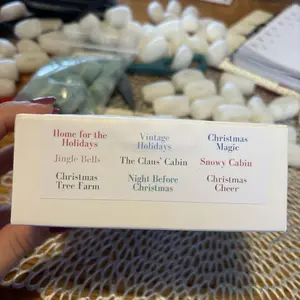 Home for the Holidays
Vintage Holidays
Christmas Magic
Jingle Bells
The Claus' Cabin
Snowy Cabin
Christmas Tree Farm
Night Before Christmas
Christmas Cheer